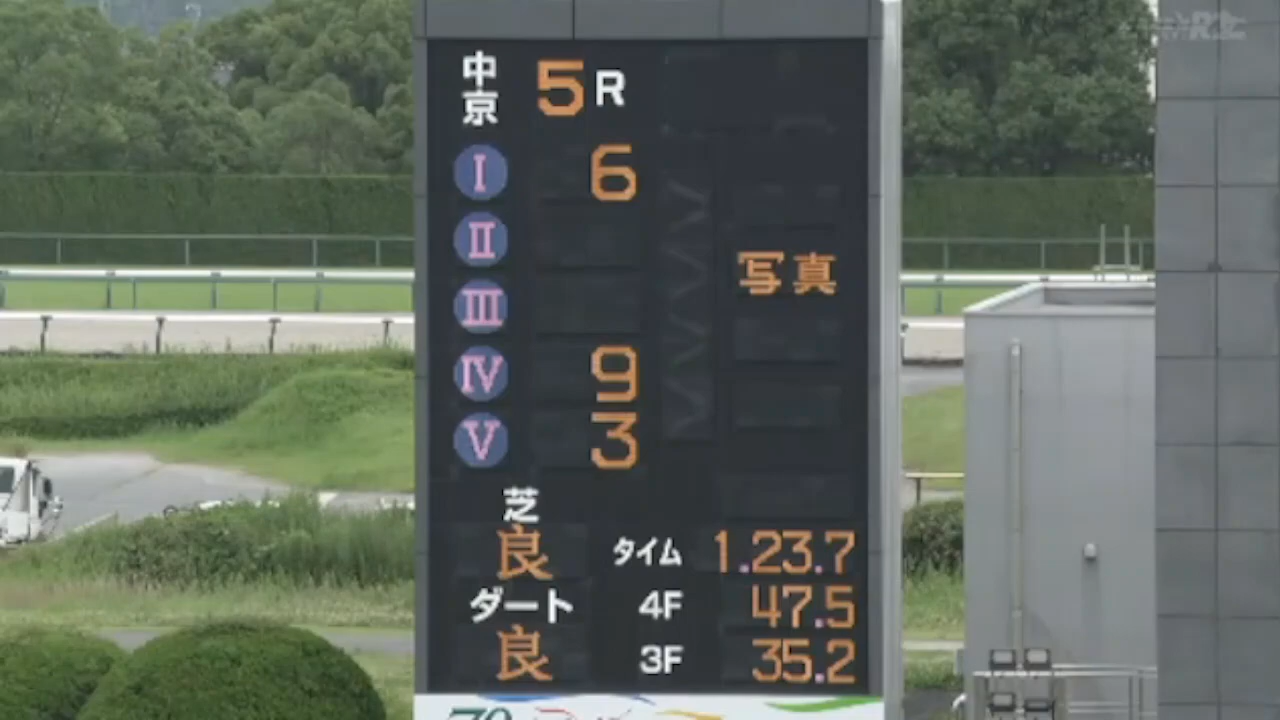 中京 5R
Ⅰ 6
Ⅱ
写真
Ⅲ
Ⅳ 9
Ⅴ 3
芝
良 タイム 1.23.7
ダート 4F 47.5
良 3F 35.2
70